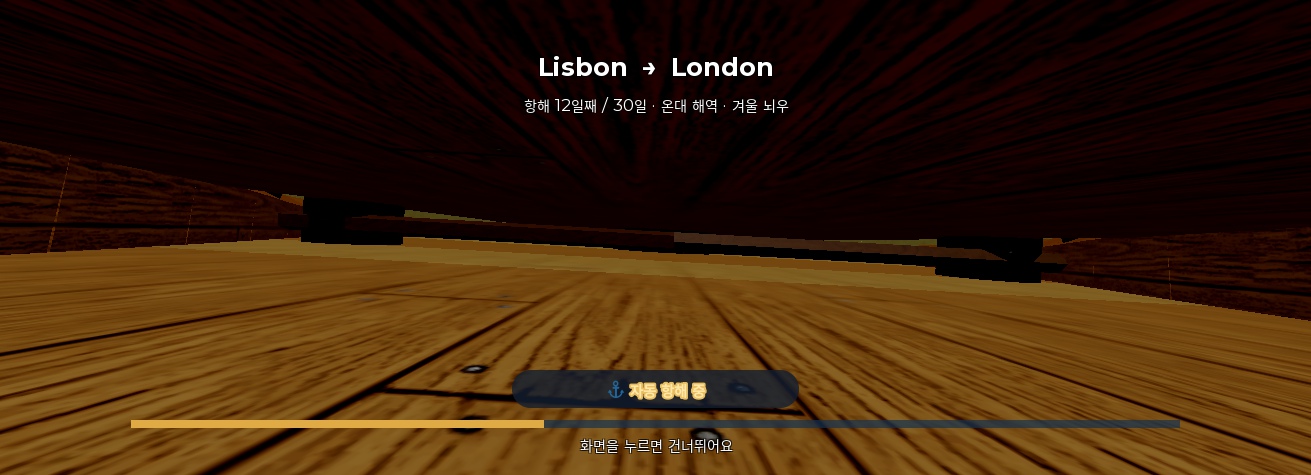 Lisbon → London
항해 12일째 / 30일 · 온대 해역 · 겨울 뇌우
⚓ 자동 항해 중
화면을 누르면 건너뛰어요